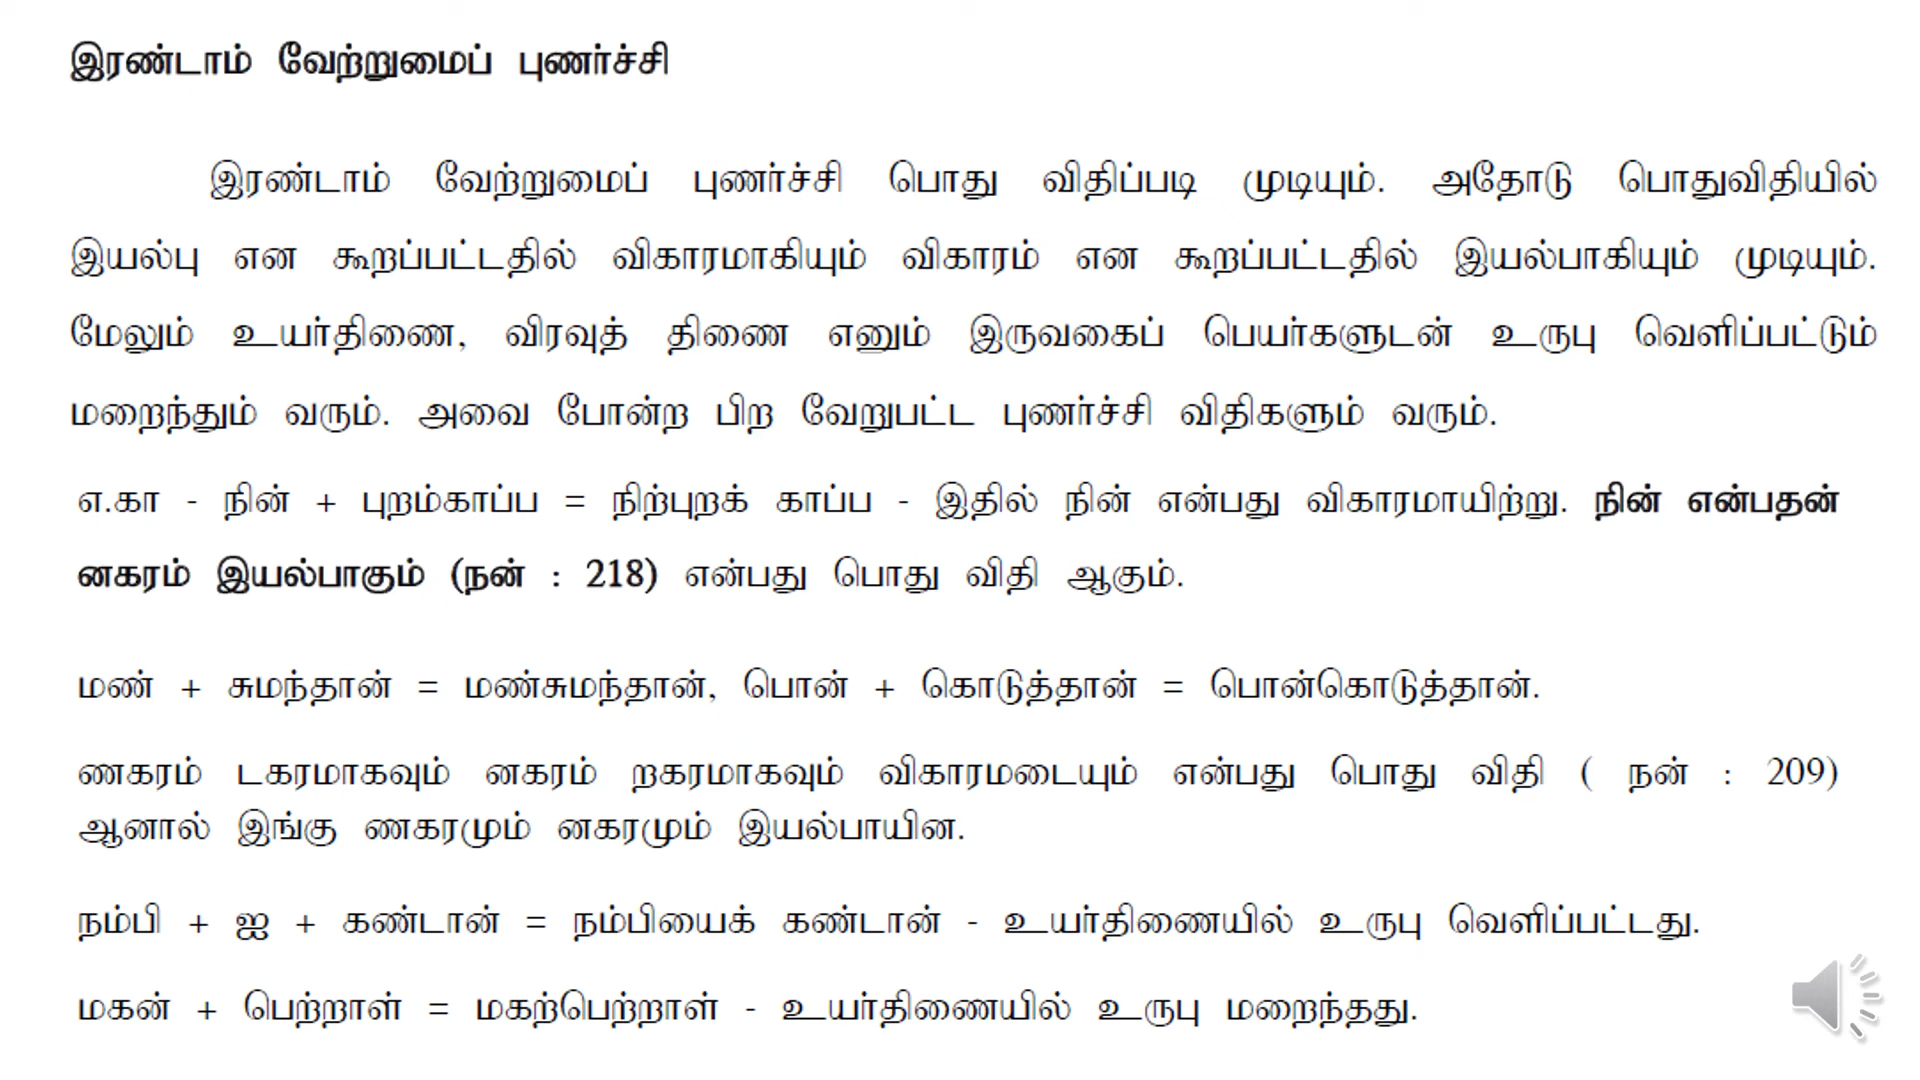 இரண்டாம் வேற்றுமைப் புணர்ச்சி
இரண்டாம் வேற்றுமைப் புணர்ச்சி பொது விதிப்படி முடியும். அதோடு பொதுவிதியில்
இயல்பு என கூறப்பட்டதில் விகாரமாகியும் விகாரம் என கூறப்பட்டதில் இயல்பாகியும் முடியும்.
மேலும் உயர்திணை, விரவுத் திணை எனும் இருவகைப் பெயர்களுடன் உருபு வெளிப்பட்டும்
மறைந்தும் வரும். அவை போன்ற பிற வேறுபட்ட புணர்ச்சி விதிகளும் வரும்.
எ.கா - நின் + புறம்காப்ப = நிற்புறக் காப்ப - இதில் நின் என்பது விகாரமாயிற்று. நின் என்பதன்
னகரம் இயல்பாகும் (நன் : 218) என்பது பொது விதி ஆகும்.
மண் + சுமந்தான் = மண்சுமந்தான், பொன் + கொடுத்தான் = பொன்கொடுத்தான்.
ணகரம் டகரமாகவும் னகரம் றகரமாகவும் விகாரமடையும் என்பது பொது விதி ( நன் : 209)
ஆனால் இங்கு ணகரமும் னகரமும் இயல்பாயின.
நம்பி + ஐ + கண்டான் = நம்பியைக் கண்டான் - உயர்திணையில் உருபு வெளிப்பட்டது.
மகன் + பெற்றாள் = மகற்பெற்றாள் - உயர்திணையில் உருபு மறைந்தது.